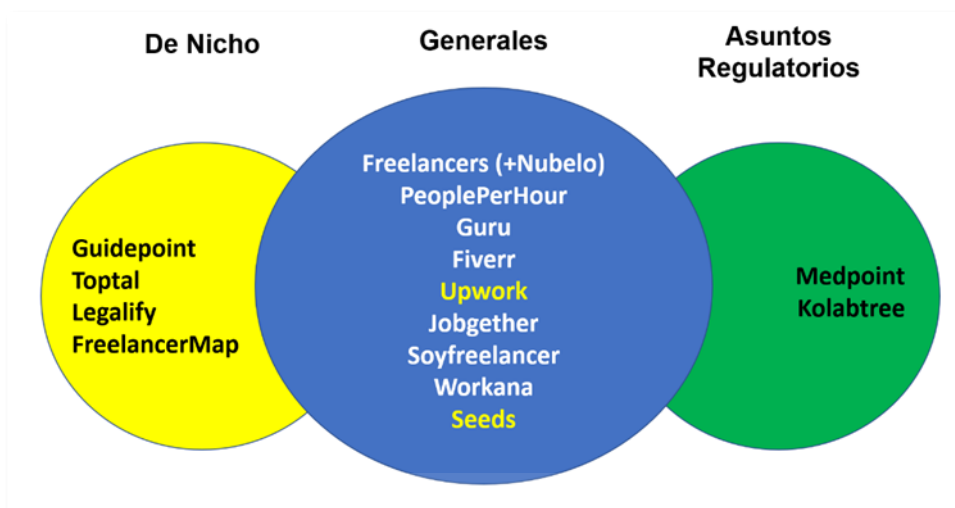 De Nicho
Generales
Asuntos
Regulatorios
Guidepoint
Toptal
Legalify
FreelancerMap
Freelancers (+Nubelo)
PeoplePerHour
Guru
Fiverr
Upwork
Jobgether
Soyfreelancer
Workana
Seeds
Medpoint
Kolabtree